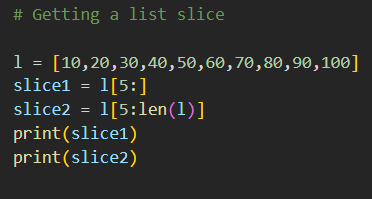 # Getting a list slice
l = [10,20,30,40,50,60,70,80,90,100]
slice1 = l[5:]
slice2 = l[5:len(l)]
print(slice1)
print(slice2)